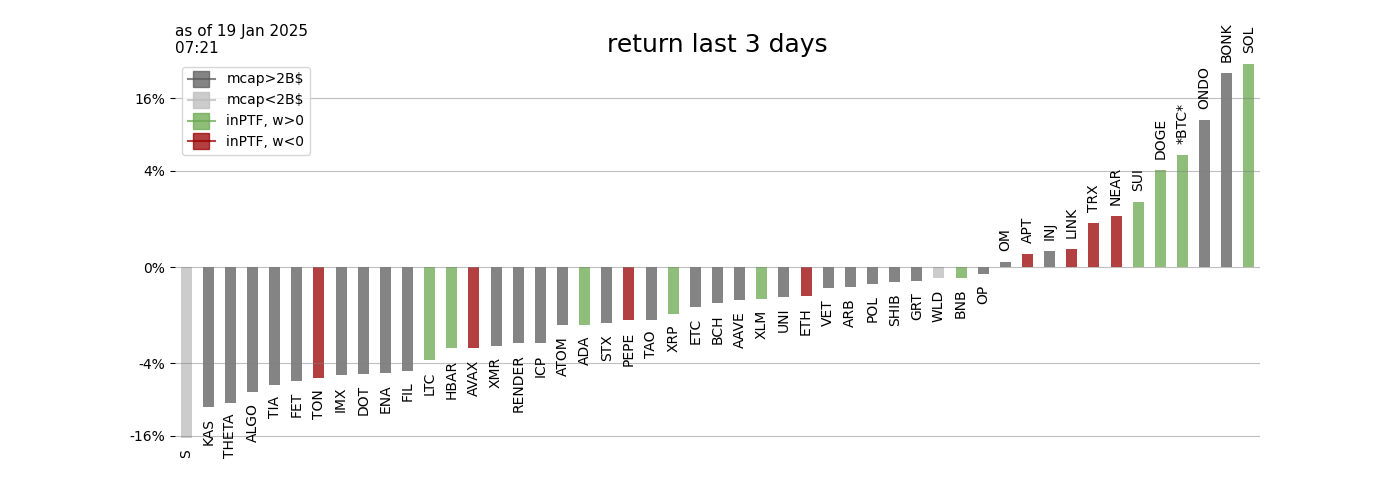 as of 19 Jan 2025
07:21
return last 3 days
mcap>2B$
mcap<2B$
inPTF, w>0
inPTF, w<0
16%
4%
0%
-4%
-16%
S
KAS
THETA
ALGO
TIA
FET
TON
IMX
DOT
ENA
FIL
LTC
HBAR
AVAX
XMR
RENDER
ICP
ATOM
ADA
STX
PEPE
TAO
XRP
ETC
BCH
AAVE
XLM
UNI
ETH
VET
ARB
POL
SHIB
GRT
WLD
BNB
OP
OM
APT
INJ
LINK
TRX
NEAR
SUI
DOGE
*BTC*
ONDO
BONK
SOL